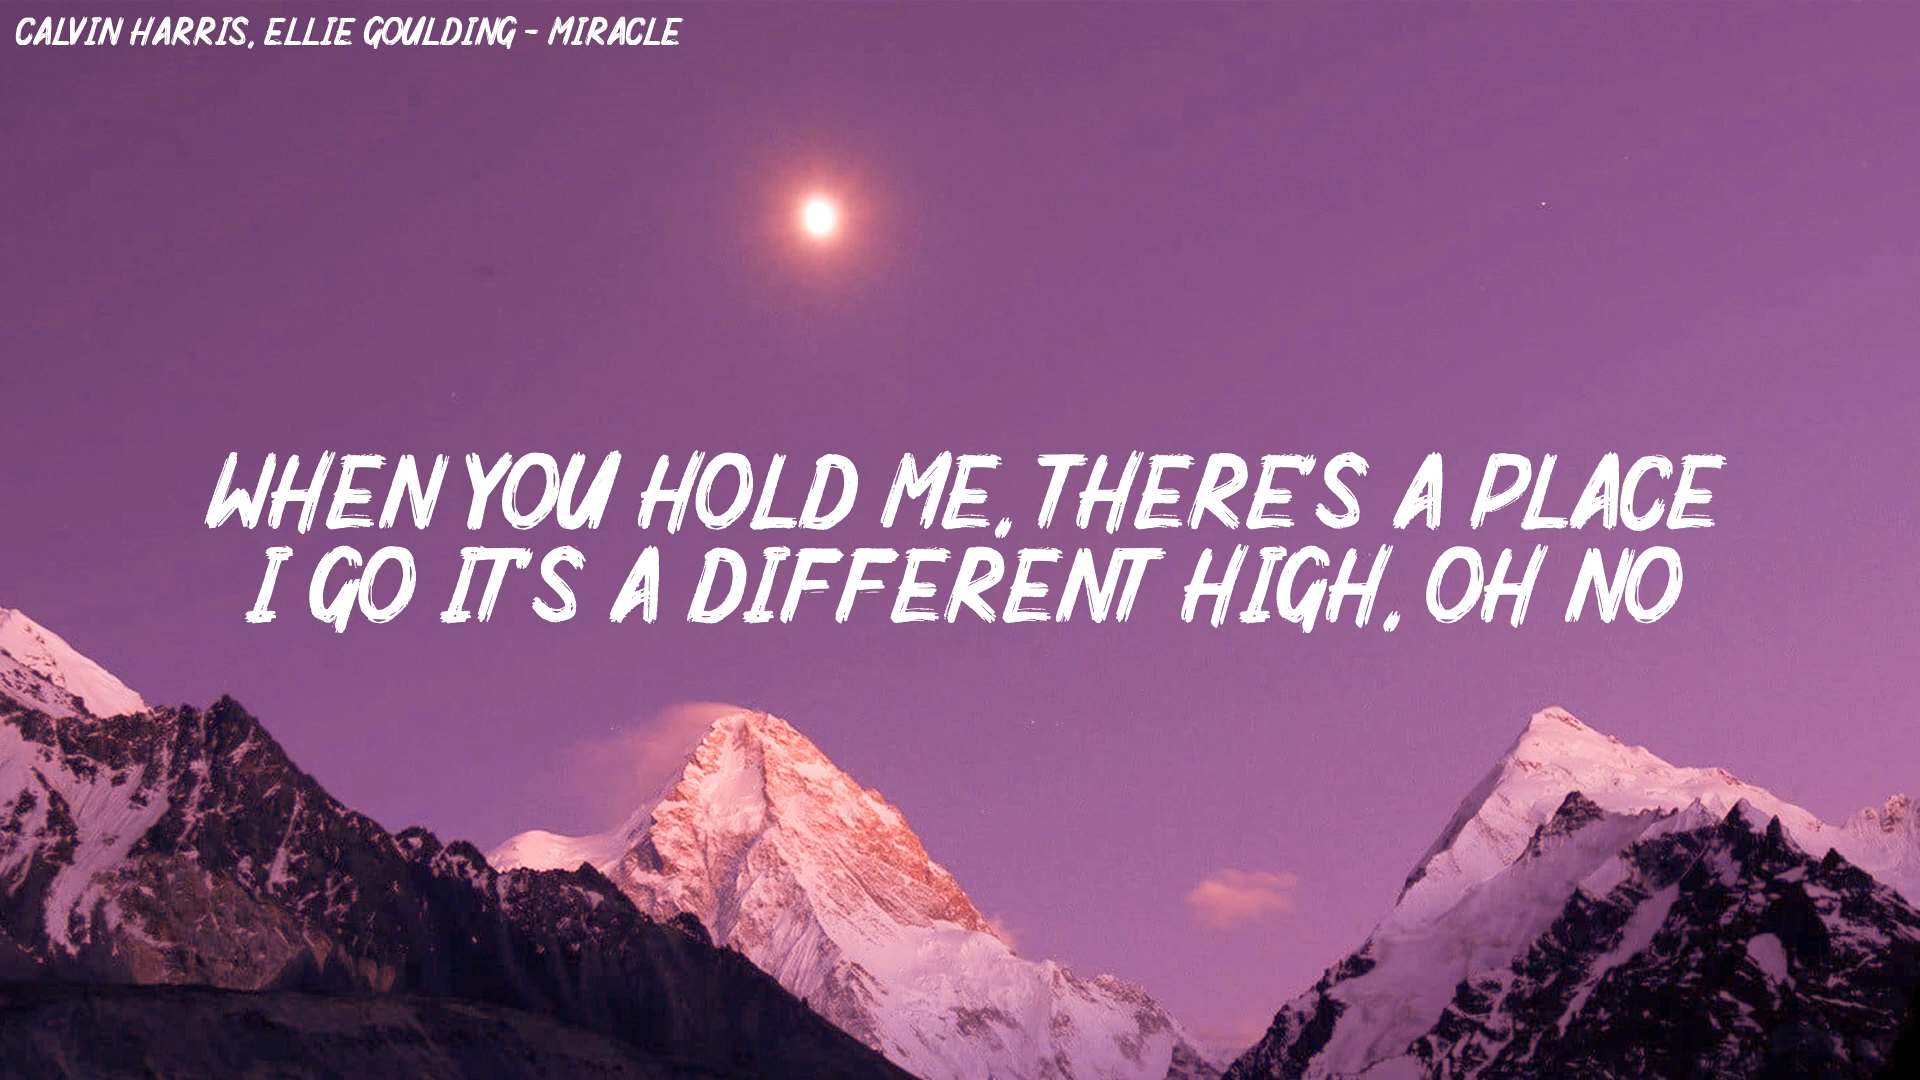 CALVIN HARRIS, ELLIE GOULDING - MIRACLE
WHEN YOU HOLD ME, THERE'S A PLACE
I GO IT'S A DIFFERENT HIGH, OH NO